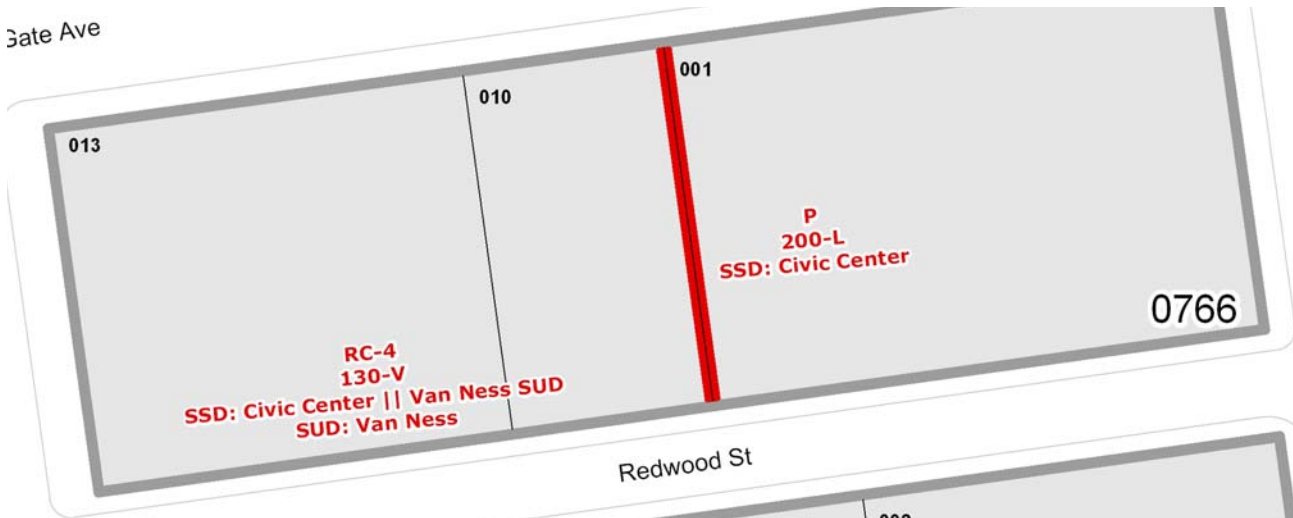 Gate Ave
001
010
013
P
200-L
SSD: Civic Center
0766
RC-4
130-V
SSD: Civic Center || Van Ness SUD
SUD: Van Ness
Redwood St